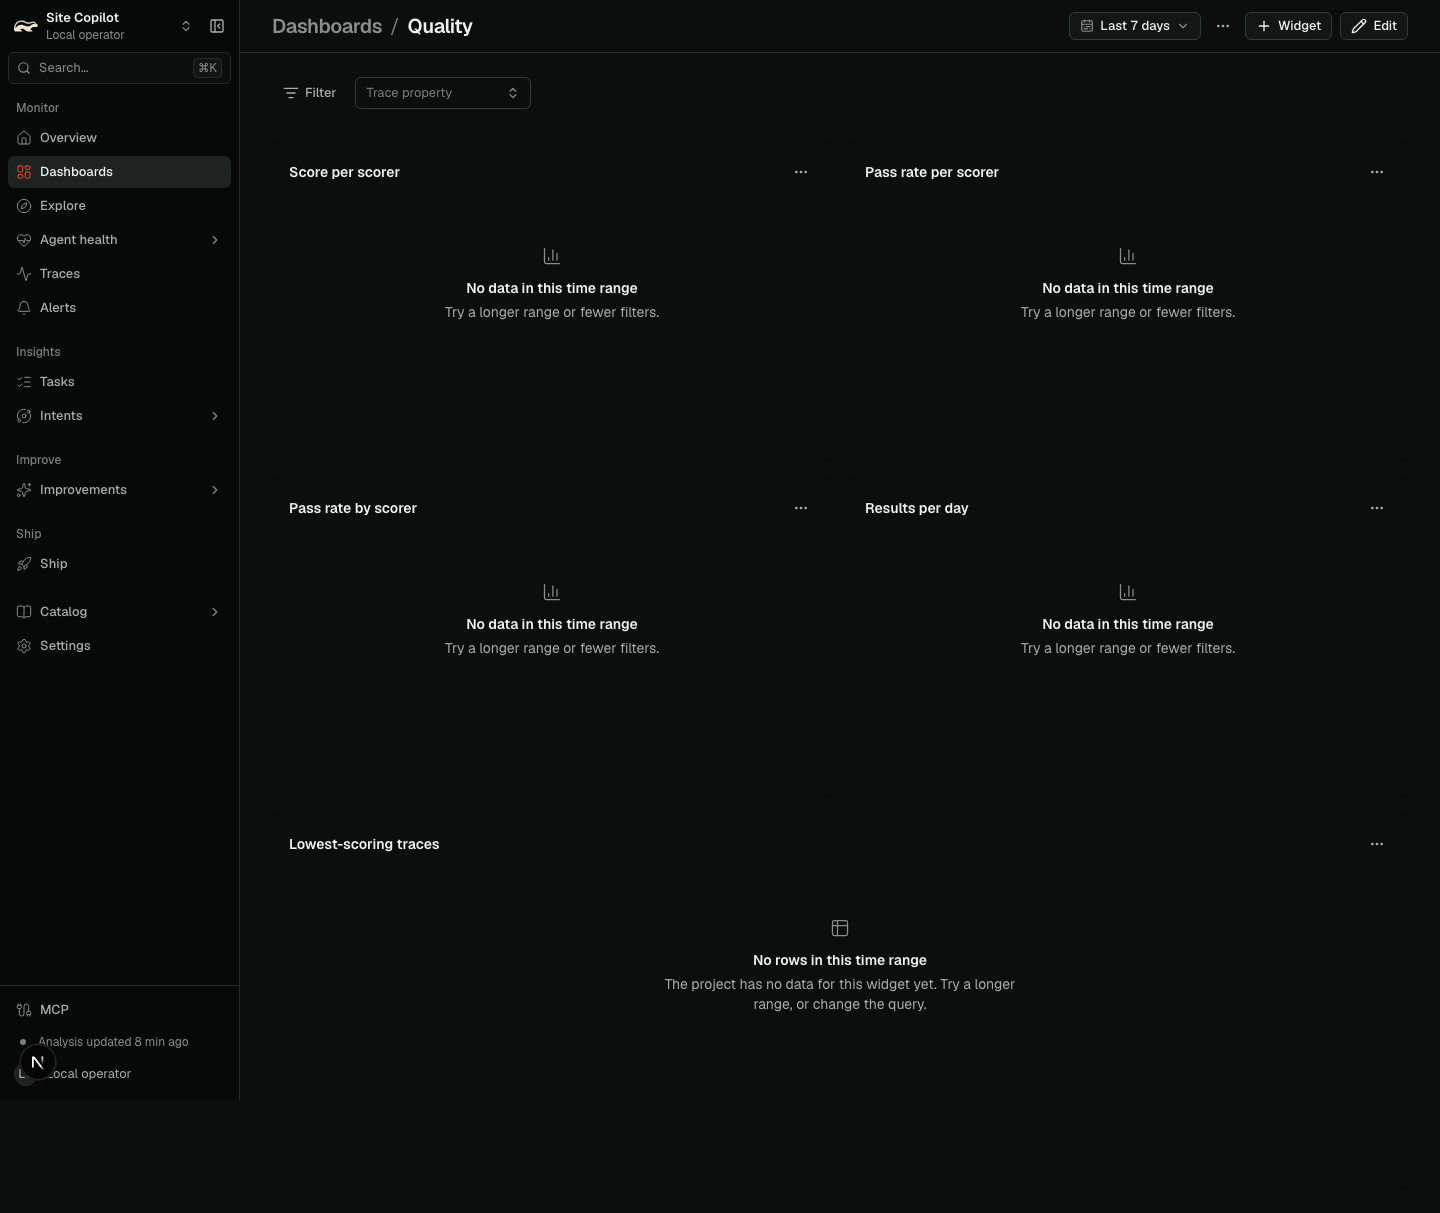 Site Copilot
Local operator
Search...
⌘K
Monitor
Overview
Dashboards
Explore
Agent health
Traces
Alerts
Insights
Tasks
Intents
Improve
Improvements
Ship
Ship
Catalog
Settings
MCP
Analysis updated 8 min ago
N
Local operator
Dashboards / Quality
Last 7 days
Widget
Edit
Filter
Trace property
Score per scorer
No data in this time range
Try a longer range or fewer filters.
Pass rate per scorer
No data in this time range
Try a longer range or fewer filters.
Pass rate by scorer
No data in this time range
Try a longer range or fewer filters.
Results per day
No data in this time range
Try a longer range or fewer filters.
Lowest-scoring traces
No rows in this time range
The project has no data for this widget yet. Try a longer
range, or change the query.